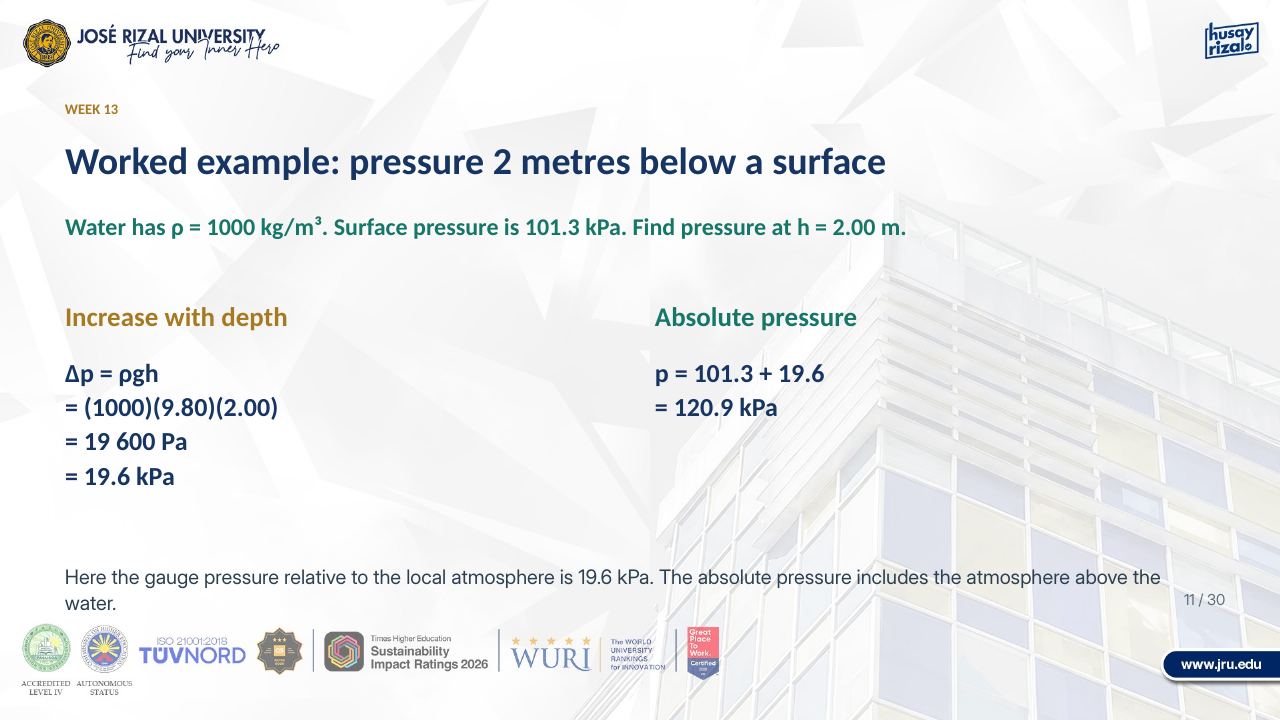 JOSÉ RIZAL UNIVERSITY
Find your Inner Hero
husay
rizal
WEEK 13
Worked example: pressure 2 metres below a surface
Water has ρ = 1000 kg/m³. Surface pressure is 101.3 kPa. Find pressure at h = 2.00 m.
Increase with depth
Δp = ρgh
= (1000)(9.80)(2.00)
= 19 600 Pa
= 19.6 kPa
Absolute pressure
p = 101.3 + 19.6
= 120.9 kPa
Here the gauge pressure relative to the local atmosphere is 19.6 kPa. The absolute pressure includes the atmosphere above the
water.
11 / 30
ACCREDITED
LEVEL IV
AUTONOMOUS
STATUS
ISO 21001:2018
TÜVNORD
Times Higher Education
Sustainability
Impact Ratings 2026
WURI
The WORLD
UNIVERSITY
RANKINGS
for INNOVATION
Great
Place
To
Work.
Certified
www.jru.edu